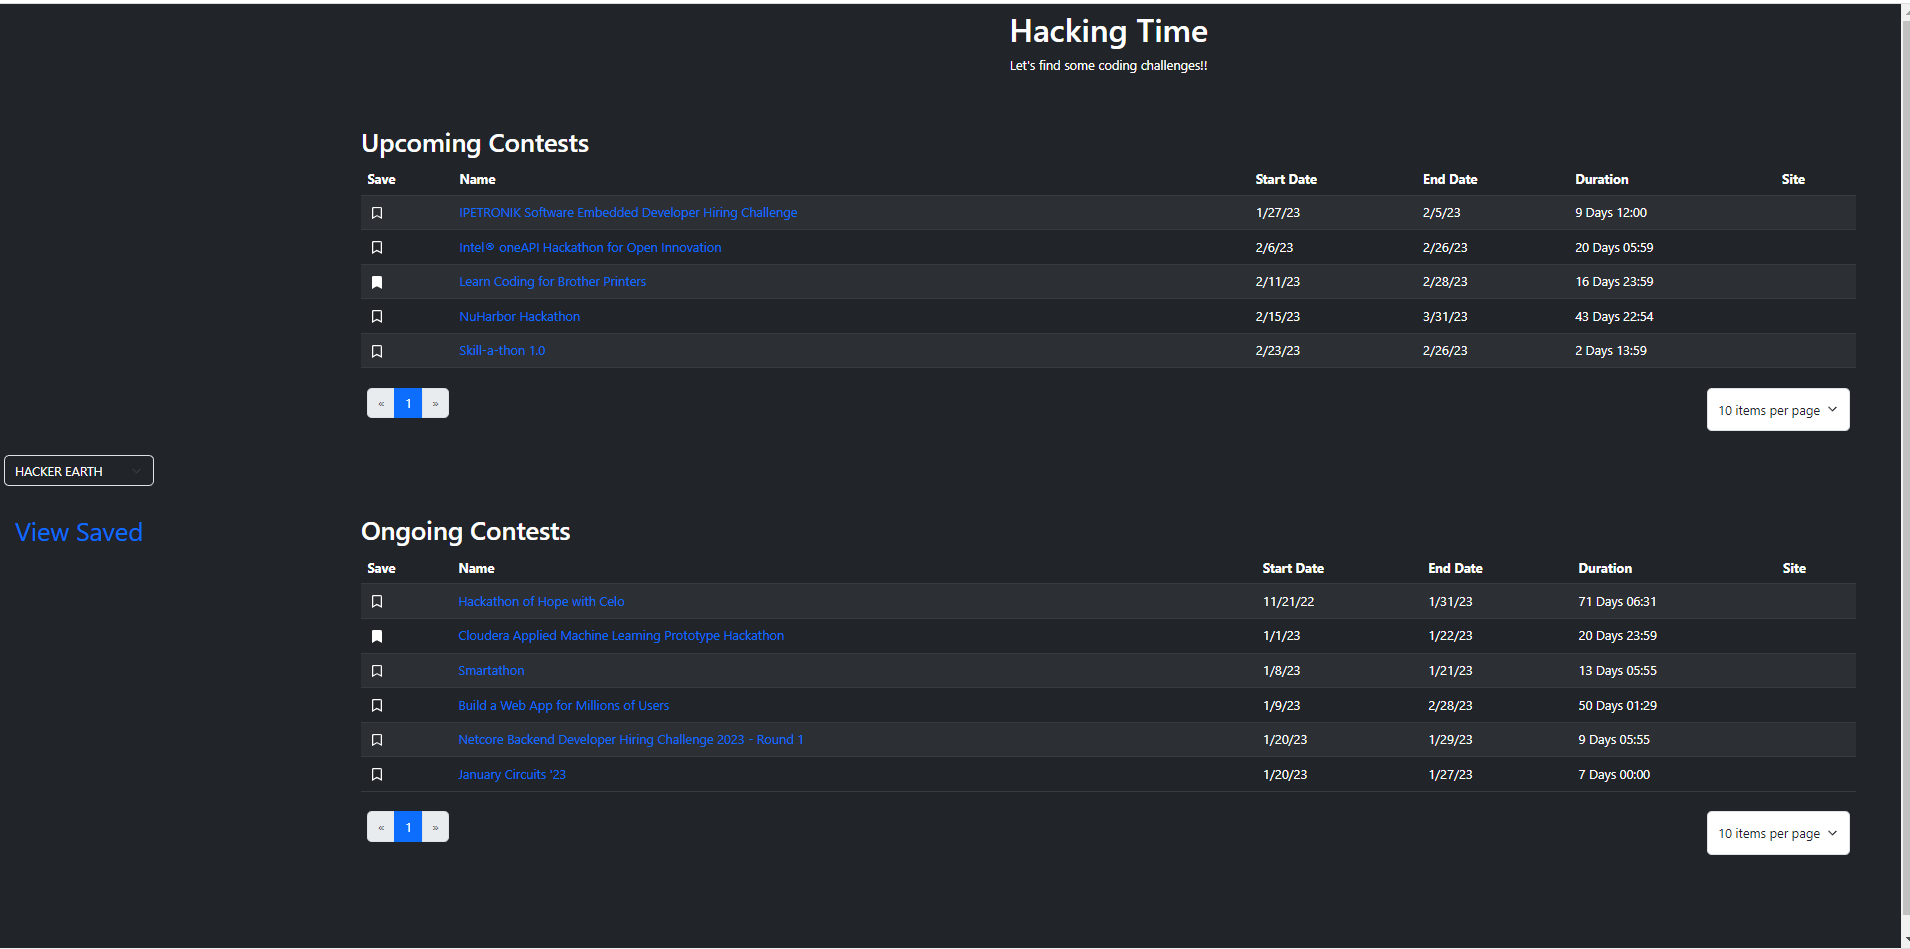 Hacking Time
Let's find some coding challenges!!
Upcoming Contests
Save Name Start Date End Date Duration Site
IPETRONIK Software Embedded Developer Hiring Challenge 1/27/23 2/5/23 9 Days 12:00
Intel® oneAPI Hackathon for Open Innovation 2/6/23 2/26/23 20 Days 05:59
Learn Coding for Brother Printers 2/11/23 2/28/23 16 Days 23:59
NuHarbor Hackathon 2/15/23 3/31/23 43 Days 22:54
Skill-a-thon 1.0 2/23/23 2/26/23 2 Days 13:59
« 1 » 10 items per page
HACKER EARTH
View Saved
Ongoing Contests
Save Name Start Date End Date Duration Site
Hackathon of Hope with Celo 11/21/22 1/31/23 71 Days 06:31
Cloudera Applied Machine Learning Prototype Hackathon 1/1/23 1/22/23 20 Days 23:59
Smartathon 1/8/23 1/21/23 13 Days 05:55
Build a Web App for Millions of Users 1/9/23 2/28/23 50 Days 01:29
Netcore Backend Developer Hiring Challenge 2023 - Round 1 1/20/23 1/29/23 9 Days 05:55
January Circuits '23 1/20/23 1/27/23 7 Days 00:00
« 1 » 10 items per page